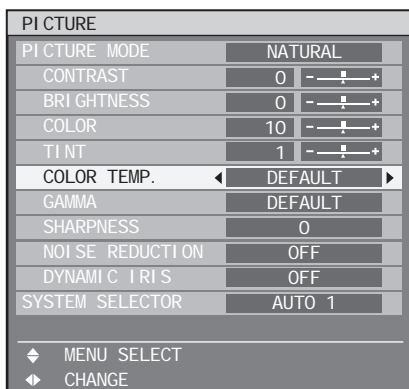 PICTURE
PICTURE MODE NATURAL
CONTRAST 0 - +
BRIGHTNESS 0 - +
COLOR 10 - +
TINT 1 - +
COLOR TEMP. DEFAULT
GAMMA DEFAULT
SHARPNESS 0
NOISE REDUCTION OFF
DYNAMIC IRIS OFF
SYSTEM SELECTOR AUTO 1
MENU SELECT
CHANGE